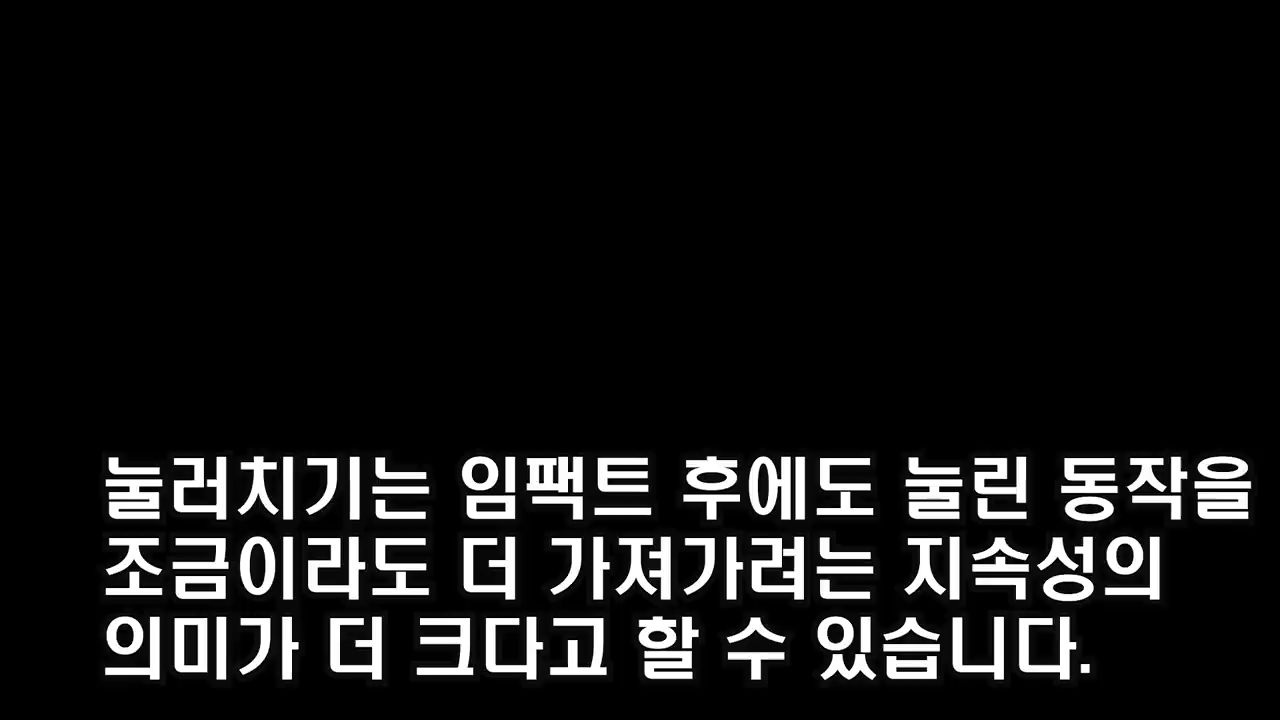 눌러치기는 임팩트 후에도 눌린 동작을
조금이라도 더 가져가려는 지속성의
의미가 더 크다고 할 수 있습니다.